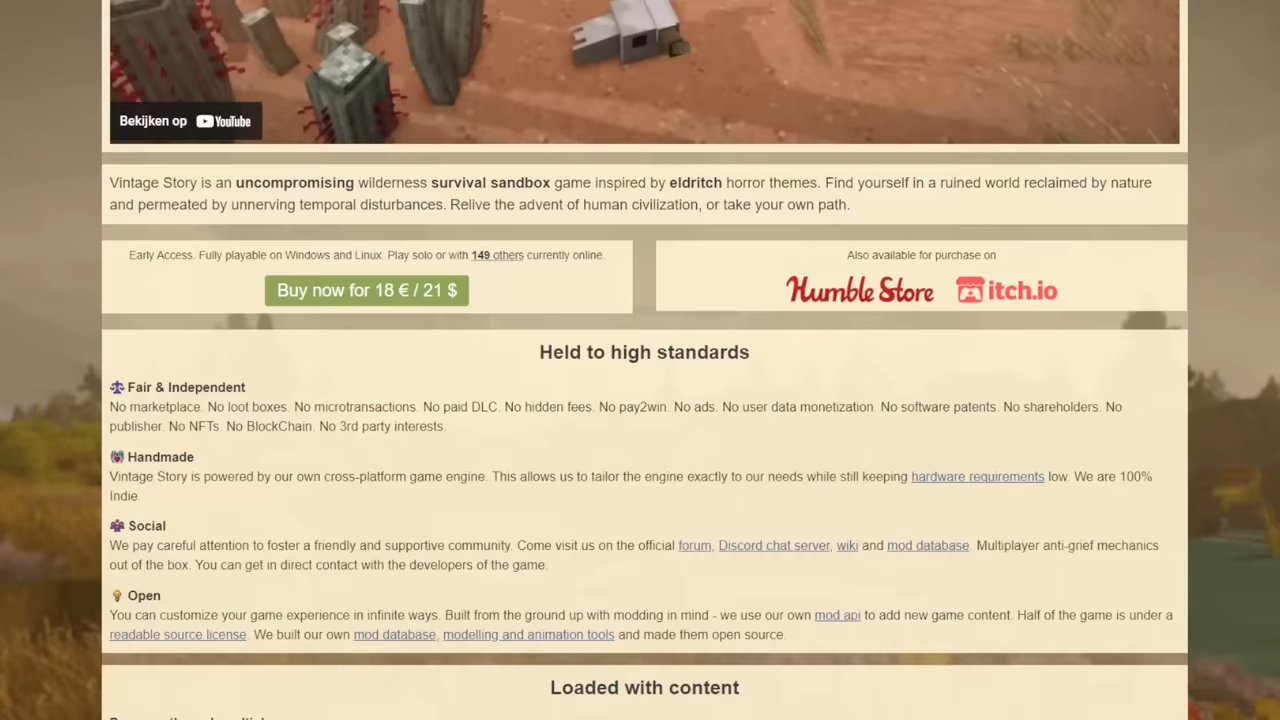 Bekijken op YouTube
Vintage Story is an uncompromising wilderness survival sandbox game inspired by eldritch horror themes. Find yourself in a ruined world reclaimed by nature
and permeated by unnerving temporal disturbances. Relive the advent of human civilization, or take your own path.
Early Access. Fully playable on Windows and Linux. Play solo or with 149 others currently online.
Buy now for 18 € / 21 $
Also available for purchase on
Humble Store itch.io
Held to high standards
Fair & Independent
No marketplace. No loot boxes. No microtransactions. No paid DLC. No hidden fees. No pay2win. No ads. No user data monetization. No software patents. No shareholders. No
publisher. No NFTs. No BlockChain. No 3rd party interests.
Handmade
Vintage Story is powered by our own cross-platform game engine. This allows us to tailor the engine exactly to our needs while still keeping hardware requirements low. We are 100%
Indie.
Social
We pay careful attention to foster a friendly and supportive community. Come visit us on the official forum, Discord chat server, wiki and mod database. Multiplayer anti-grief mechanics
out of the box. You can get in direct contact with the developers of the game.
Open
You can customize your game experience in infinite ways. Built from the ground up with modding in mind - we use our own mod api to add new game content. Half of the game is under a
readable source license. We built our own mod database, modelling and animation tools and made them open source.
Loaded with content